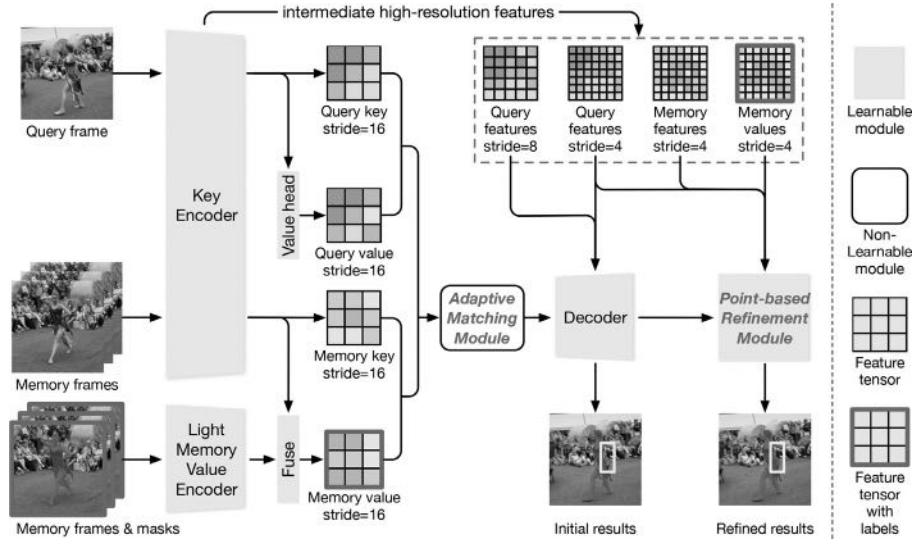 intermediate high-resolution features
Query frame
Key
Encoder
Value head
Query key
stride=16
Query value
stride=16
Memory frames
Memory key
stride=16
Memory frames & masks
Light
Memory
Value
Encoder
Fuse
Memory value
stride=16
Query
features
stride=8
Query
features
stride=4
Memory
features
stride=4
Memory
values
stride=4
Adaptive
Matching
Module
Decoder
Point-based
Refinement
Module
Initial results
Refined results
Learnable
module
Non-
Learnable
module
Feature
tensor
Feature
tensor
with
labels